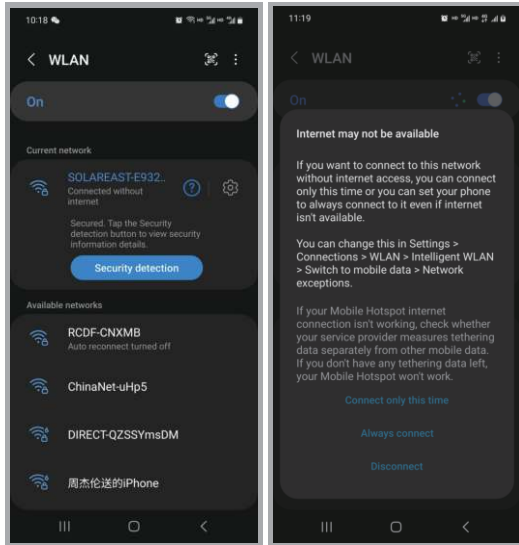 10:18
WLAN
On
Current network
SOLAREAST-E932..
Connected without
internet
Secured. Tap the Security
detection button to view security
information details.
Security detection
Available networks
RCDF-CNXMB
Auto reconnect turned off
ChinaNet-uHp5
DIRECT-QZSSYmsDM
周杰伦送的iPhone
11:19
WLAN
On
Internet may not be available
If you want to connect to this network
without internet access, you can connect
only this time or you can set your phone
to always connect to it even if internet
isn't available.
You can change this in Settings >
Connections > WLAN > Intelligent WLAN
> Switch to mobile data > Network
exceptions.
If your Mobile Hotspot internet
connection isn't working, check whether
your service provider measures tethering
data separately from other mobile data.
If you don't have any tethering data left,
your Mobile Hotspot won't work.
Connect only this time
Always connect
Disconnect